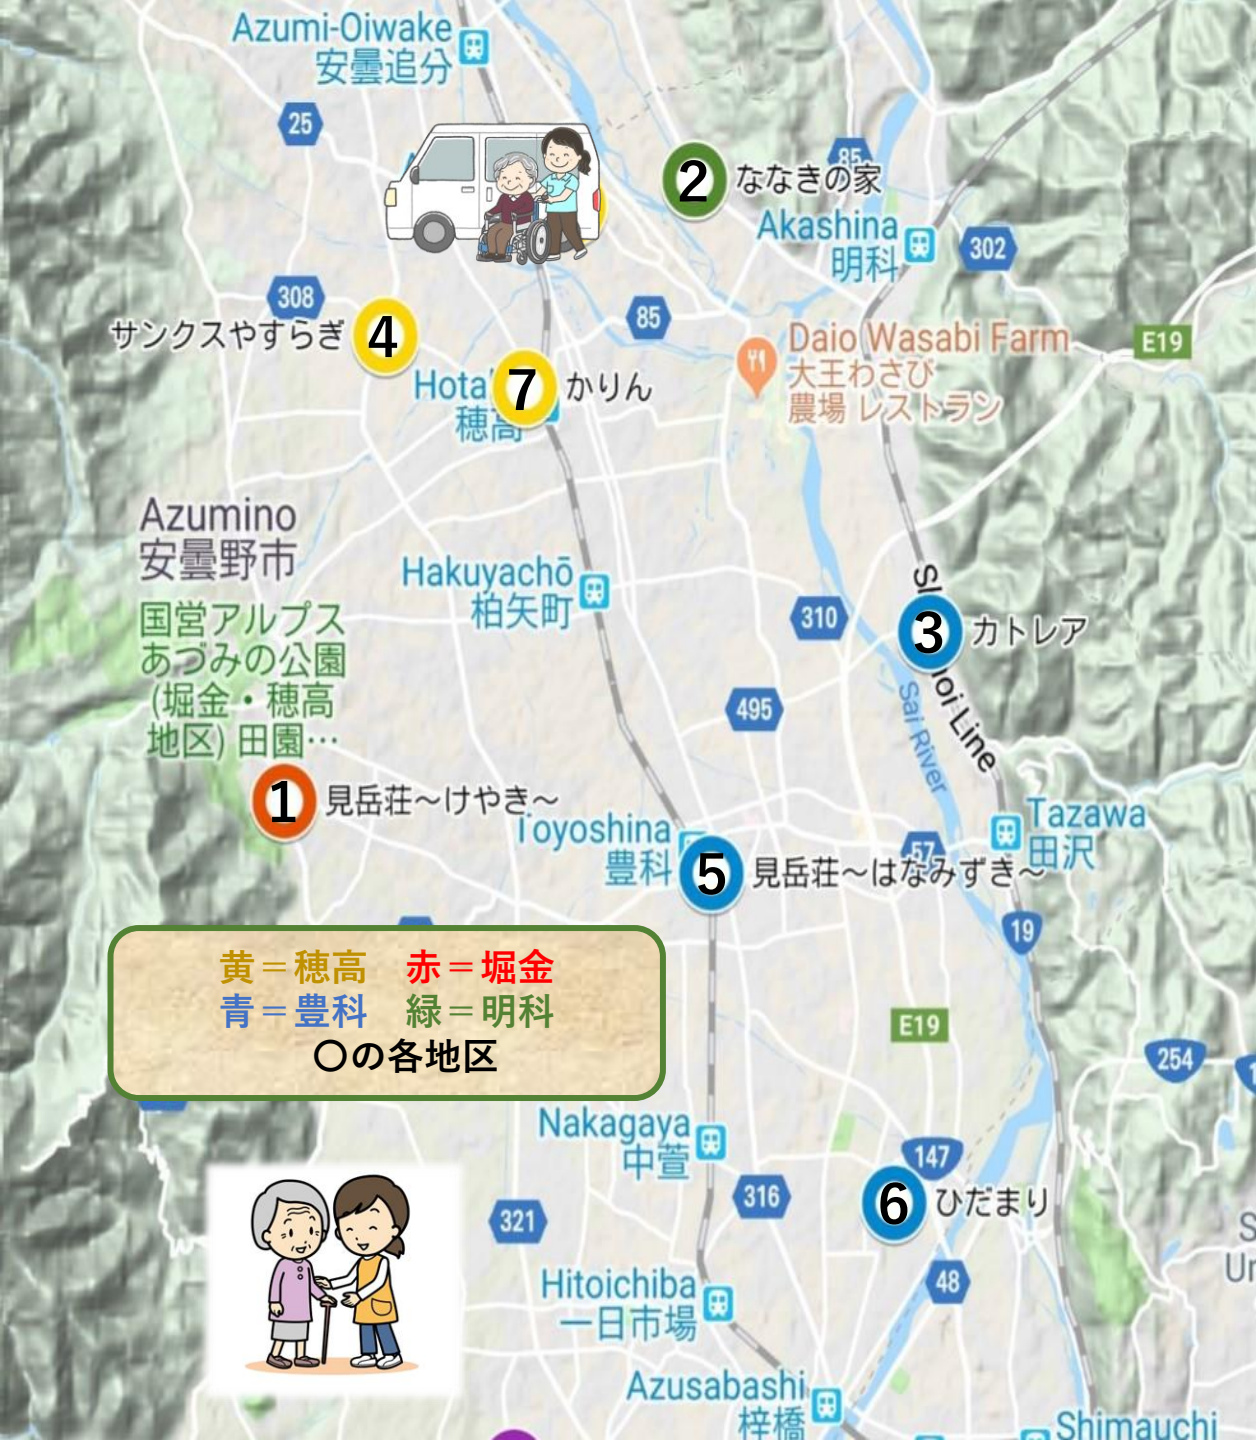 Azumi-Oiwake
安曇追分
25
2
ななきの家
85
Akashina
明科
302
308
サンクスやすらぎ
4
85
Daio Wasabi Farm
大王わさび
農場 レストラン
E19
Hota
穂高
7
かりん
Azumino
安曇野市
Hakuyachō
柏矢町
国営アルプス
あづみの公園
(堀金・穂高
地区) 田園…
310
3
カトレア
oi Line
Sai River
495
1
見岳荘～けやき～
Toyoshina
豊科
5
見岳荘～はなみずき～
57
Tazawa
田沢
19
黄＝穂高 赤＝堀金
青＝豊科 緑＝明科
〇の各地区
E19
254
Nakagaya
中萱
147
316
6
ひだまり
321
48
Hitoichiba
一日市場
Azusabashi
梓橋
Shimauchi